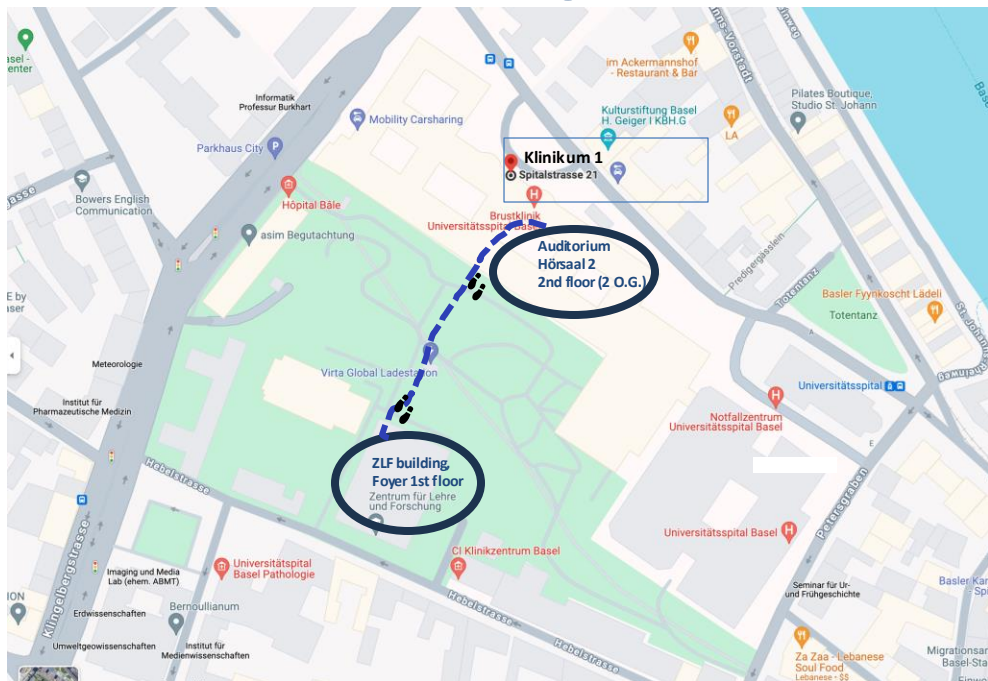 im Ackermannshof
- Restaurant & Bar
Informatik
Professur Burkhart
Mobility Carsharing
Parkhaus City
Kulturstiftung Basel
H. Geiger I KBH.G
Pilates Boutique,
Studio St. Johann
LA
Klinikum 1
Spitalstrasse 21
Bowers English
Communication
Hôpital Bâle
asim Begutachtung
Brustklinik
Universitätsspital Basel
Auditorium
Hörsaal 2
2nd floor (2 O.G.)
Predigergässlein
Totentanz
Basler Fyyrkoscht Lädeli
Totentanz
Meteorologie
Virta Global Ladestation
Universitätsspital
Institut für
Pharmazeutische Medizin
Notfallzentrum
Universitätsspital Basel
Hebelstrasse
ZLF building,
Foyer 1st floor
Zentrum für Lehre
und Forschung
Petersgraben
Klingelbergstrasse
Universitätsspital Basel
CI Klinikzentrum Basel
Universitätspital
Basel Pathologie
Imaging und Media
Lab (ehem. ABMT)
Hebelstrasse
Hebelstrasse
Seminar für Ur-
und Frühgeschichte
Erdwissenschaften
Bernoullianum
Umweltgeowissenschaften
Institut für
Medienwissenschaften
Za Zaa - Lebanese
Soul Food
Lebanese - $$